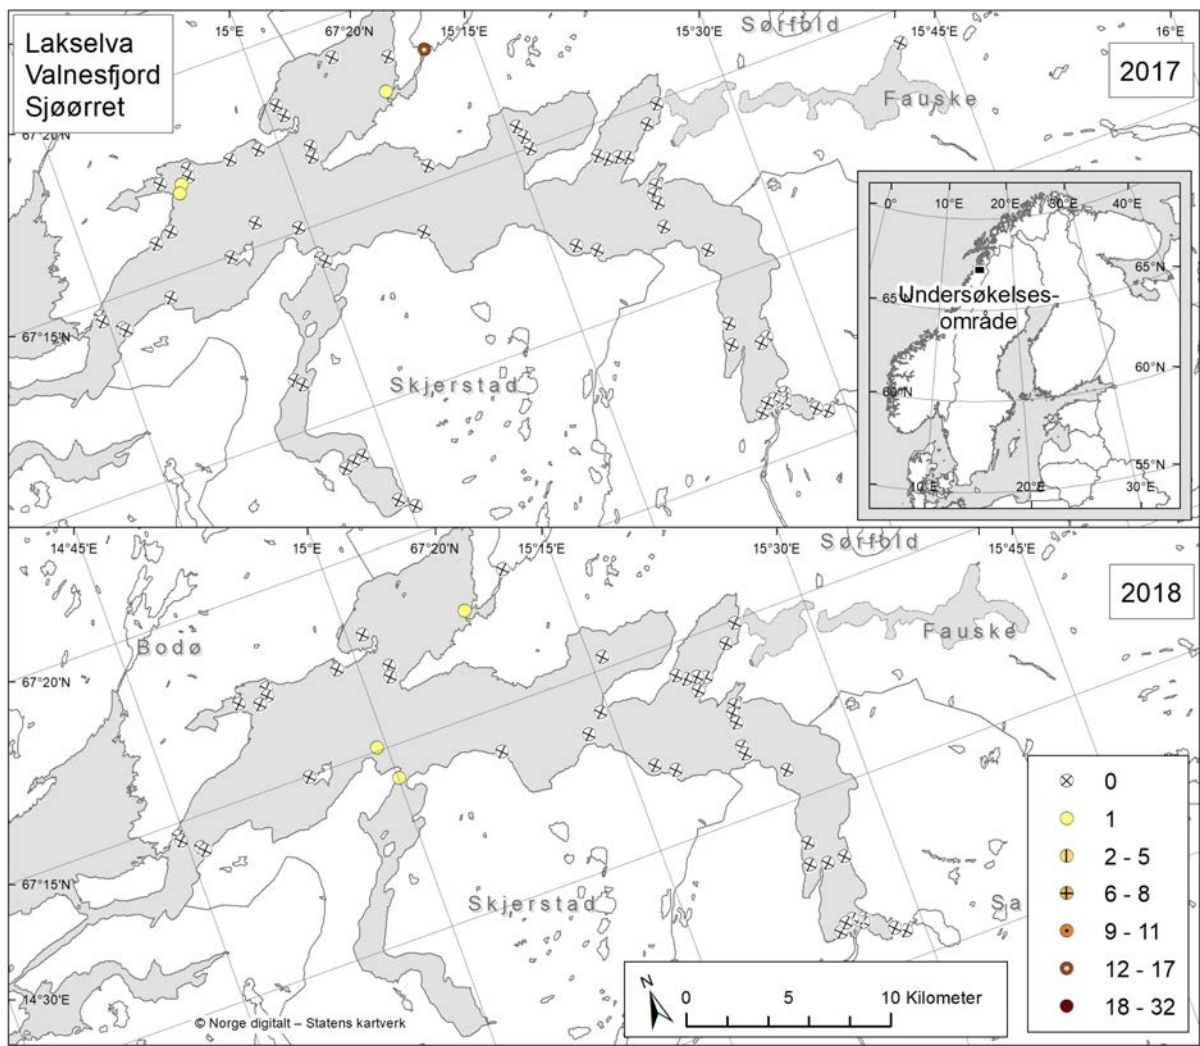 Lakselva
Valnesfjord
Sjøørret
15°E
67°20'N
15°15'E
15°30'E
Sørfold
15°45'E
16°E
2017
Fauske
67°20'N
67°15'N
Skjerstad
0°
10°E
20°E
30°E
40°E
65°N
65°N
Undersøkelses-
område
60°N
60°N
55°N
10°E
20°E
30°E
14°45'E
15°E
67°20'N
15°15'E
15°30'E
Sørfold
15°45'E
2018
Bodø
Fauske
67°20'N
67°15'N
Skjerstad
Sa
14°30'E
© Norge digitalt – Statens kartverk
N
0
5
10 Kilometer
0
1
2 - 5
6 - 8
9 - 11
12 - 17
18 - 32